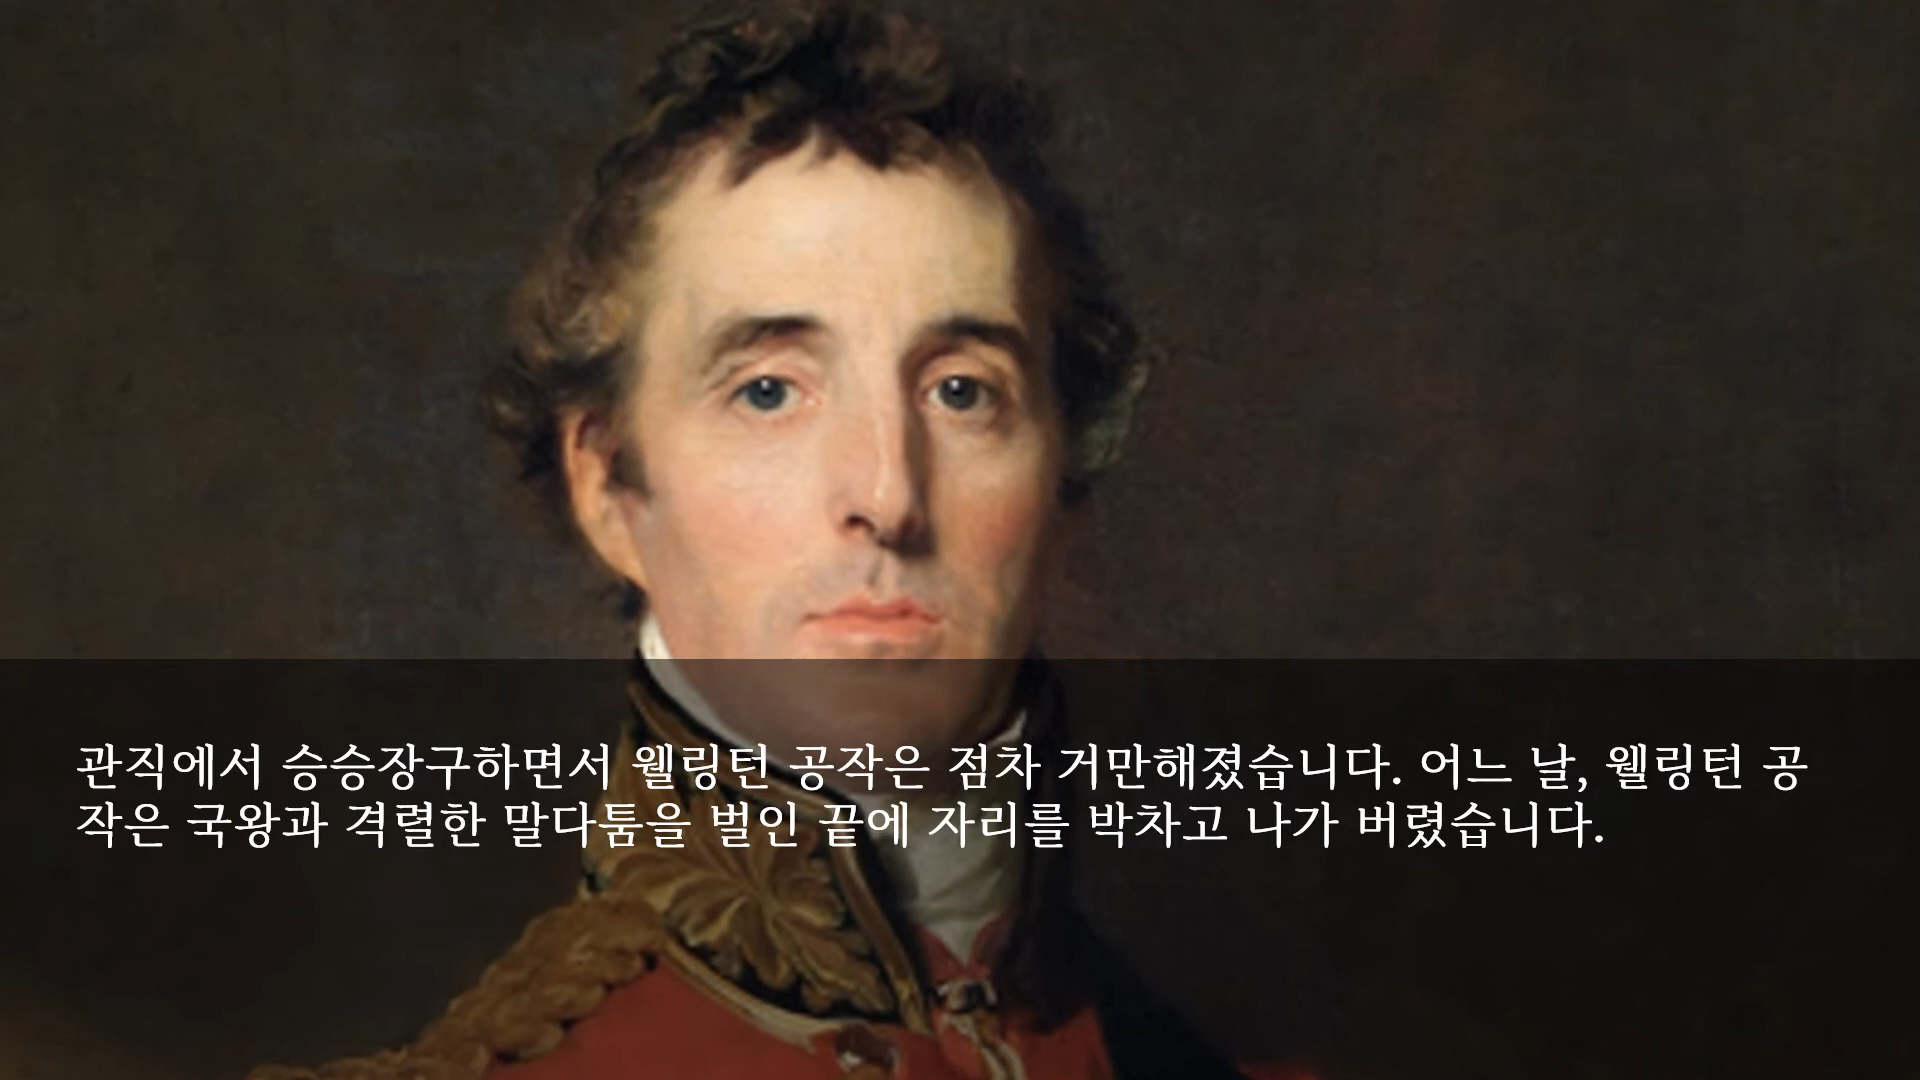 관직에서 승승장구하면서 웰링턴 공작은 점차 거만해졌습니다. 어느 날, 웰링턴 공
작은 국왕과 격렬한 말다툼을 벌인 끝에 자리를 박차고 나가 버렸습니다.